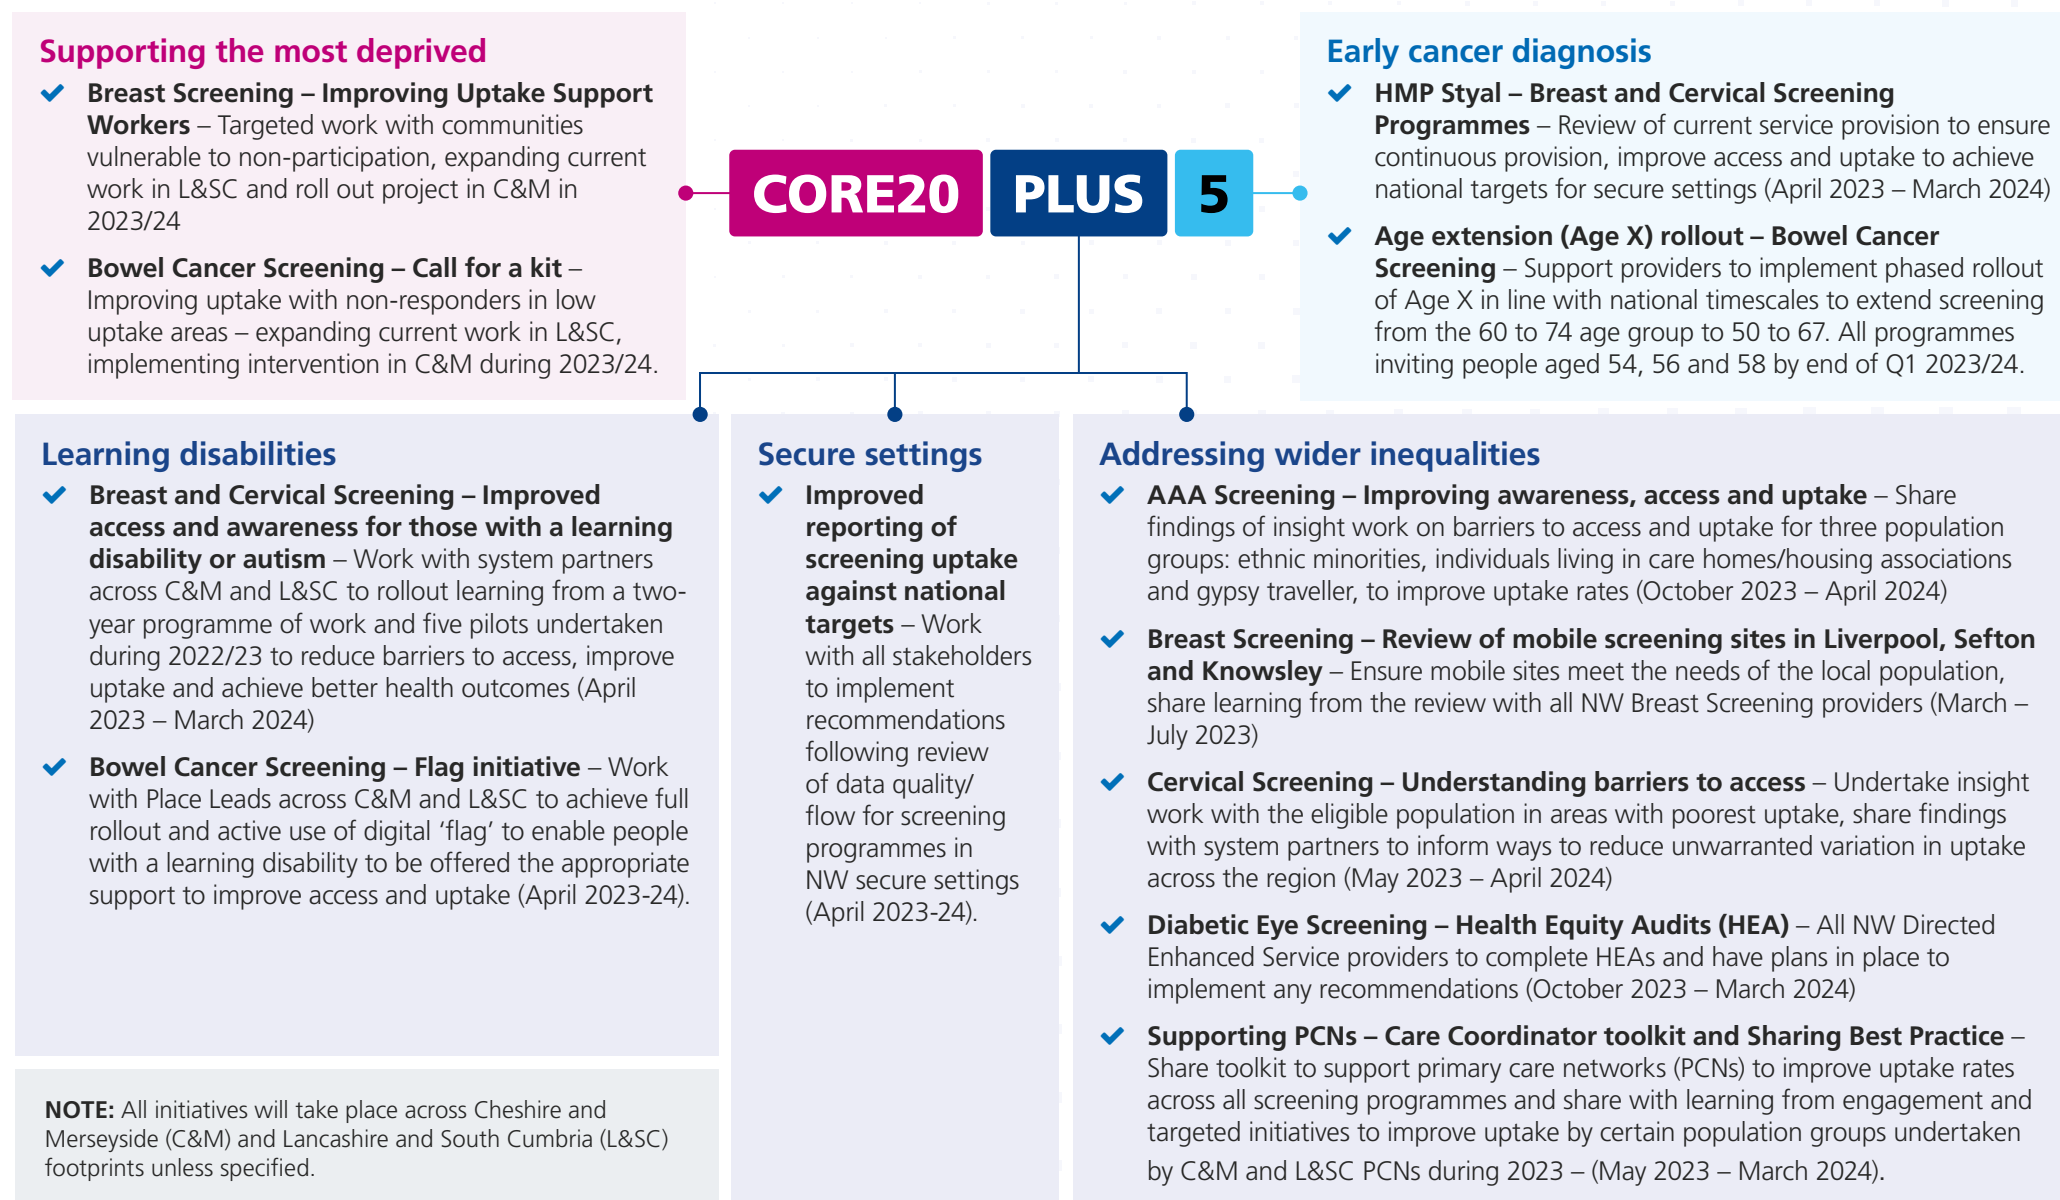 Supporting the most deprived
Breast Screening – Improving Uptake Support
Workers – Targeted work with communities
vulnerable to non-participation, expanding current
work in L&SC and roll out project in C&M in
2023/24
Bowel Cancer Screening – Call for a kit –
Improving uptake with non-responders in low
uptake areas – expanding current work in L&SC,
implementing intervention in C&M during 2023/24.
CORE20 PLUS 5
Early cancer diagnosis
HMP Styal – Breast and Cervical Screening
Programmes – Review of current service provision to ensure
continuous provision, improve access and uptake to achieve
national targets for secure settings (April 2023 – March 2024)
Age extension (Age X) rollout – Bowel Cancer
Screening – Support providers to implement phased rollout
of Age X in line with national timescales to extend screening
from the 60 to 74 age group to 50 to 67. All programmes
inviting people aged 54, 56 and 58 by end of Q1 2023/24.
Learning disabilities
Breast and Cervical Screening – Improved
access and awareness for those with a learning
disability or autism – Work with system partners
across C&M and L&SC to rollout learning from a two-
year programme of work and five pilots undertaken
during 2022/23 to reduce barriers to access, improve
uptake and achieve better health outcomes (April
2023 – March 2024)
Bowel Cancer Screening – Flag initiative – Work
with Place Leads across C&M and L&SC to achieve full
rollout and active use of digital ‘flag’ to enable people
with a learning disability to be offered the appropriate
support to improve access and uptake (April 2023-24).
NOTE: All initiatives will take place across Cheshire and
Merseyside (C&M) and Lancashire and South Cumbria (L&SC)
footprints unless specified.
Secure settings
Improved
reporting of
screening uptake
against national
targets – Work
with all stakeholders
to implement
recommendations
following review
of data quality/
flow for screening
programmes in
NW secure settings
(April 2023-24).
Addressing wider inequalities
AAA Screening – Improving awareness, access and uptake – Share
findings of insight work on barriers to access and uptake for three population
groups: ethnic minorities, individuals living in care homes/housing associations
and gypsy traveller, to improve uptake rates (October 2023 – April 2024)
Breast Screening – Review of mobile screening sites in Liverpool, Sefton
and Knowsley – Ensure mobile sites meet the needs of the local population,
share learning from the review with all NW Breast Screening providers (March –
July 2023)
Cervical Screening – Understanding barriers to access – Undertake insight
work with the eligible population in areas with poorest uptake, share findings
with system partners to inform ways to reduce unwarranted variation in uptake
across the region (May 2023 – April 2024)
Diabetic Eye Screening – Health Equity Audits (HEA) – All NW Directed
Enhanced Service providers to complete HEAs and have plans in place to
implement any recommendations (October 2023 – March 2024)
Supporting PCNs – Care Coordinator toolkit and Sharing Best Practice –
Share toolkit to support primary care networks (PCNs) to improve uptake rates
across all screening programmes and share with learning from engagement and
targeted initiatives to improve uptake by certain population groups undertaken
by C&M and L&SC PCNs during 2023 – (May 2023 – March 2024).